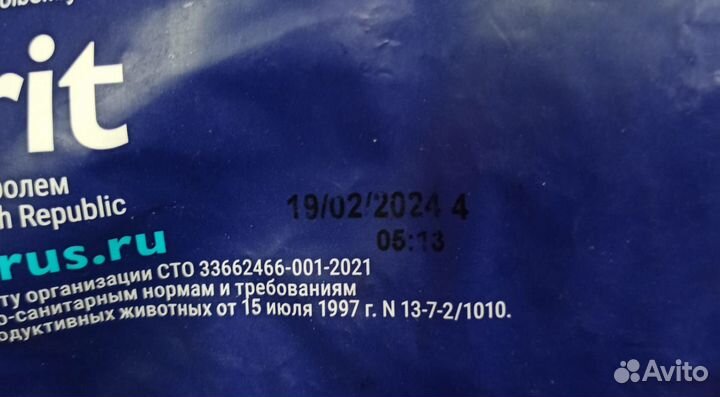 rit
ролем
h Republic
19/02/2024 4
05:13
rus.ru
ту организации СТО 33662466-001-2021
о-санитарным нормам и требованиям
одуктивных животных от 15 июля 1997 г. N 13-7-2/1010.
Avito